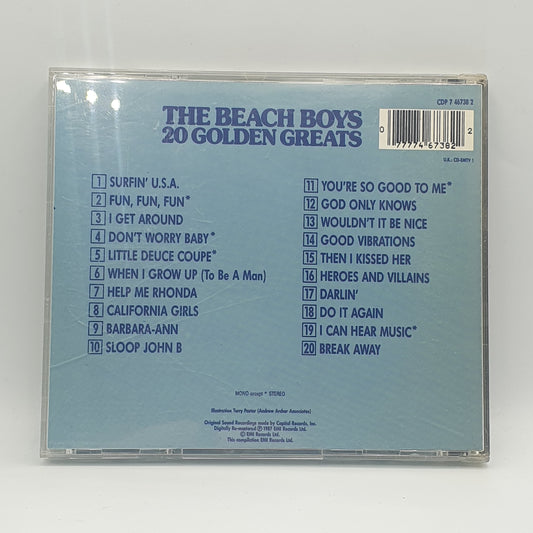 THE BEACH BOYS
20 GOLDEN GREATS
CDP 7 46738 2
0 77774 67382 2
U.K.: CD-EMTV 1
1 SURFIN' U.S.A.
2 FUN, FUN, FUN*
3 I GET AROUND
4 DON'T WORRY BABY*
5 LITTLE DEUCE COUPE*
6 WHEN I GROW UP (To Be A Man)
7 HELP ME RHONDA
8 CALIFORNIA GIRLS
9 BARBARA-ANN
10 SLOOP JOHN B
11 YOU'RE SO GOOD TO ME*
12 GOD ONLY KNOWS
13 WOULDN'T IT BE NICE
14 GOOD VIBRATIONS
15 THEN I KISSED HER
16 HEROES AND VILLAINS
17 DARLIN'
18 DO IT AGAIN
19 I CAN HEAR MUSIC*
20 BREAK AWAY
MONO except * STEREO
Illustration Terry Pastor (Andrew Archer Associates)
Original Sound Recordings made by Capitol Records, Inc.
Digitally Re-mastered ℗ 1987 EMI Records Ltd.
© EMI Records Ltd.
This compilation EMI Records Ltd.